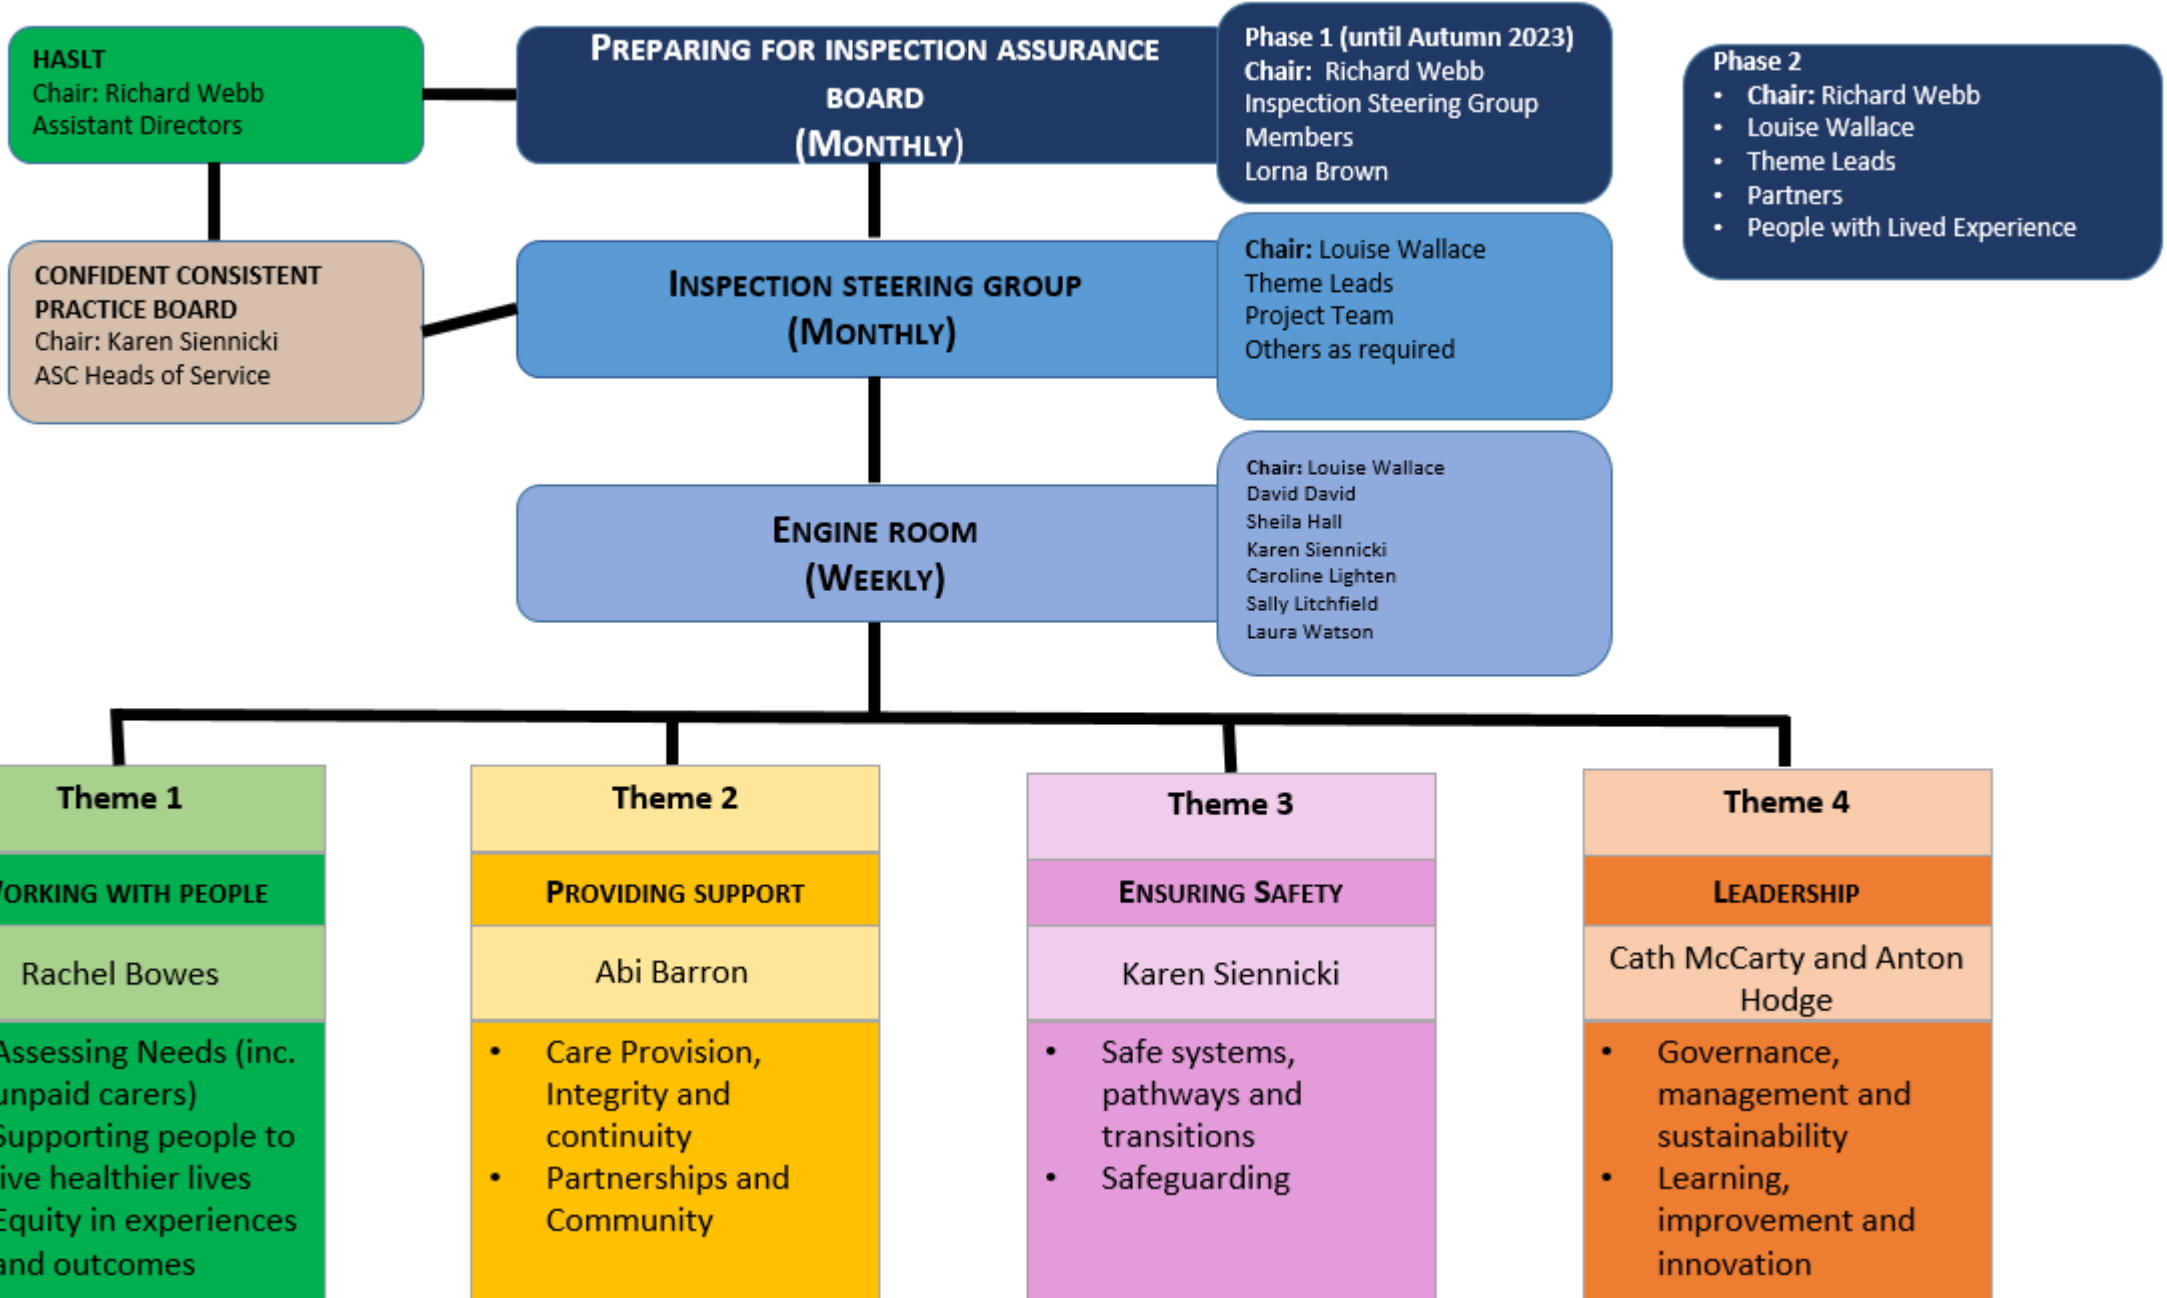 HASLT
Chair: Richard Webb
Assistant Directors
PREPARING FOR INSPECTION ASSURANCE
BOARD
(MONTHLY)
Phase 1 (until Autumn 2023)
Chair: Richard Webb
Inspection Steering Group
Members
Lorna Brown
Phase 2
• Chair: Richard Webb
• Louise Wallace
• Theme Leads
• Partners
• People with Lived Experience
CONFIDENT CONSISTENT
PRACTICE BOARD
Chair: Karen Siennicki
ASC Heads of Service
INSPECTION STEERING GROUP
(MONTHLY)
Chair: Louise Wallace
Theme Leads
Project Team
Others as required
ENGINE ROOM
(WEEKLY)
Chair: Louise Wallace
David David
Sheila Hall
Karen Siennicki
Caroline Lighten
Sally Litchfield
Laura Watson
Theme 1
ORKING WITH PEOPLE
Rachel Bowes
Assessing Needs (inc.
unpaid carers)
Supporting people to
ive healthier lives
Equity in experiences
and outcomes
Theme 2
PROVIDING SUPPORT
Abi Barron
• Care Provision,
Integrity and
continuity
• Partnerships and
Community
Theme 3
ENSURING SAFETY
Karen Siennicki
• Safe systems,
pathways and
transitions
• Safeguarding
Theme 4
LEADERSHIP
Cath McCarty and Anton
Hodge
• Governance,
management and
sustainability
• Learning,
improvement and
innovation